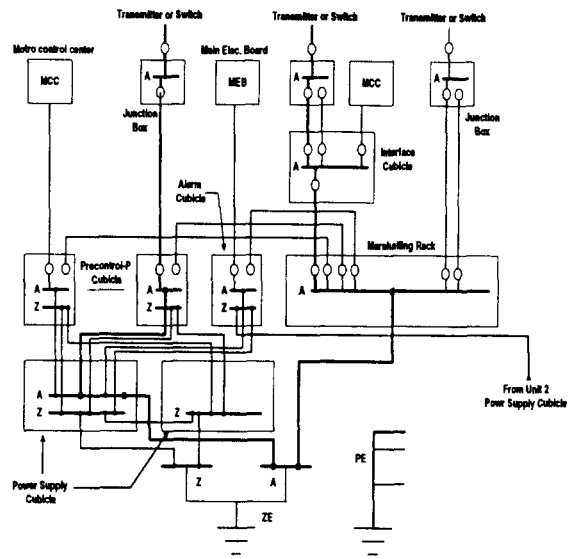 Transmitter or Switch
Transmitter or Switch
Transmitter or Switch
Motro control center
Main Elec. Board
MCC
A
MEB
A
MCC
A
Junction
Box
Junction
Box
A
Interface
Cubicle
Alarm
Cubicle
Marshelling Rack
Precontrol-P
Cubicle
A
Z
A
Z
A
Z
A
From Unit 2
Powr Supply Cubicle
A
Z
Z
Power Supply
Cubicle
Z
A
PE
ZE